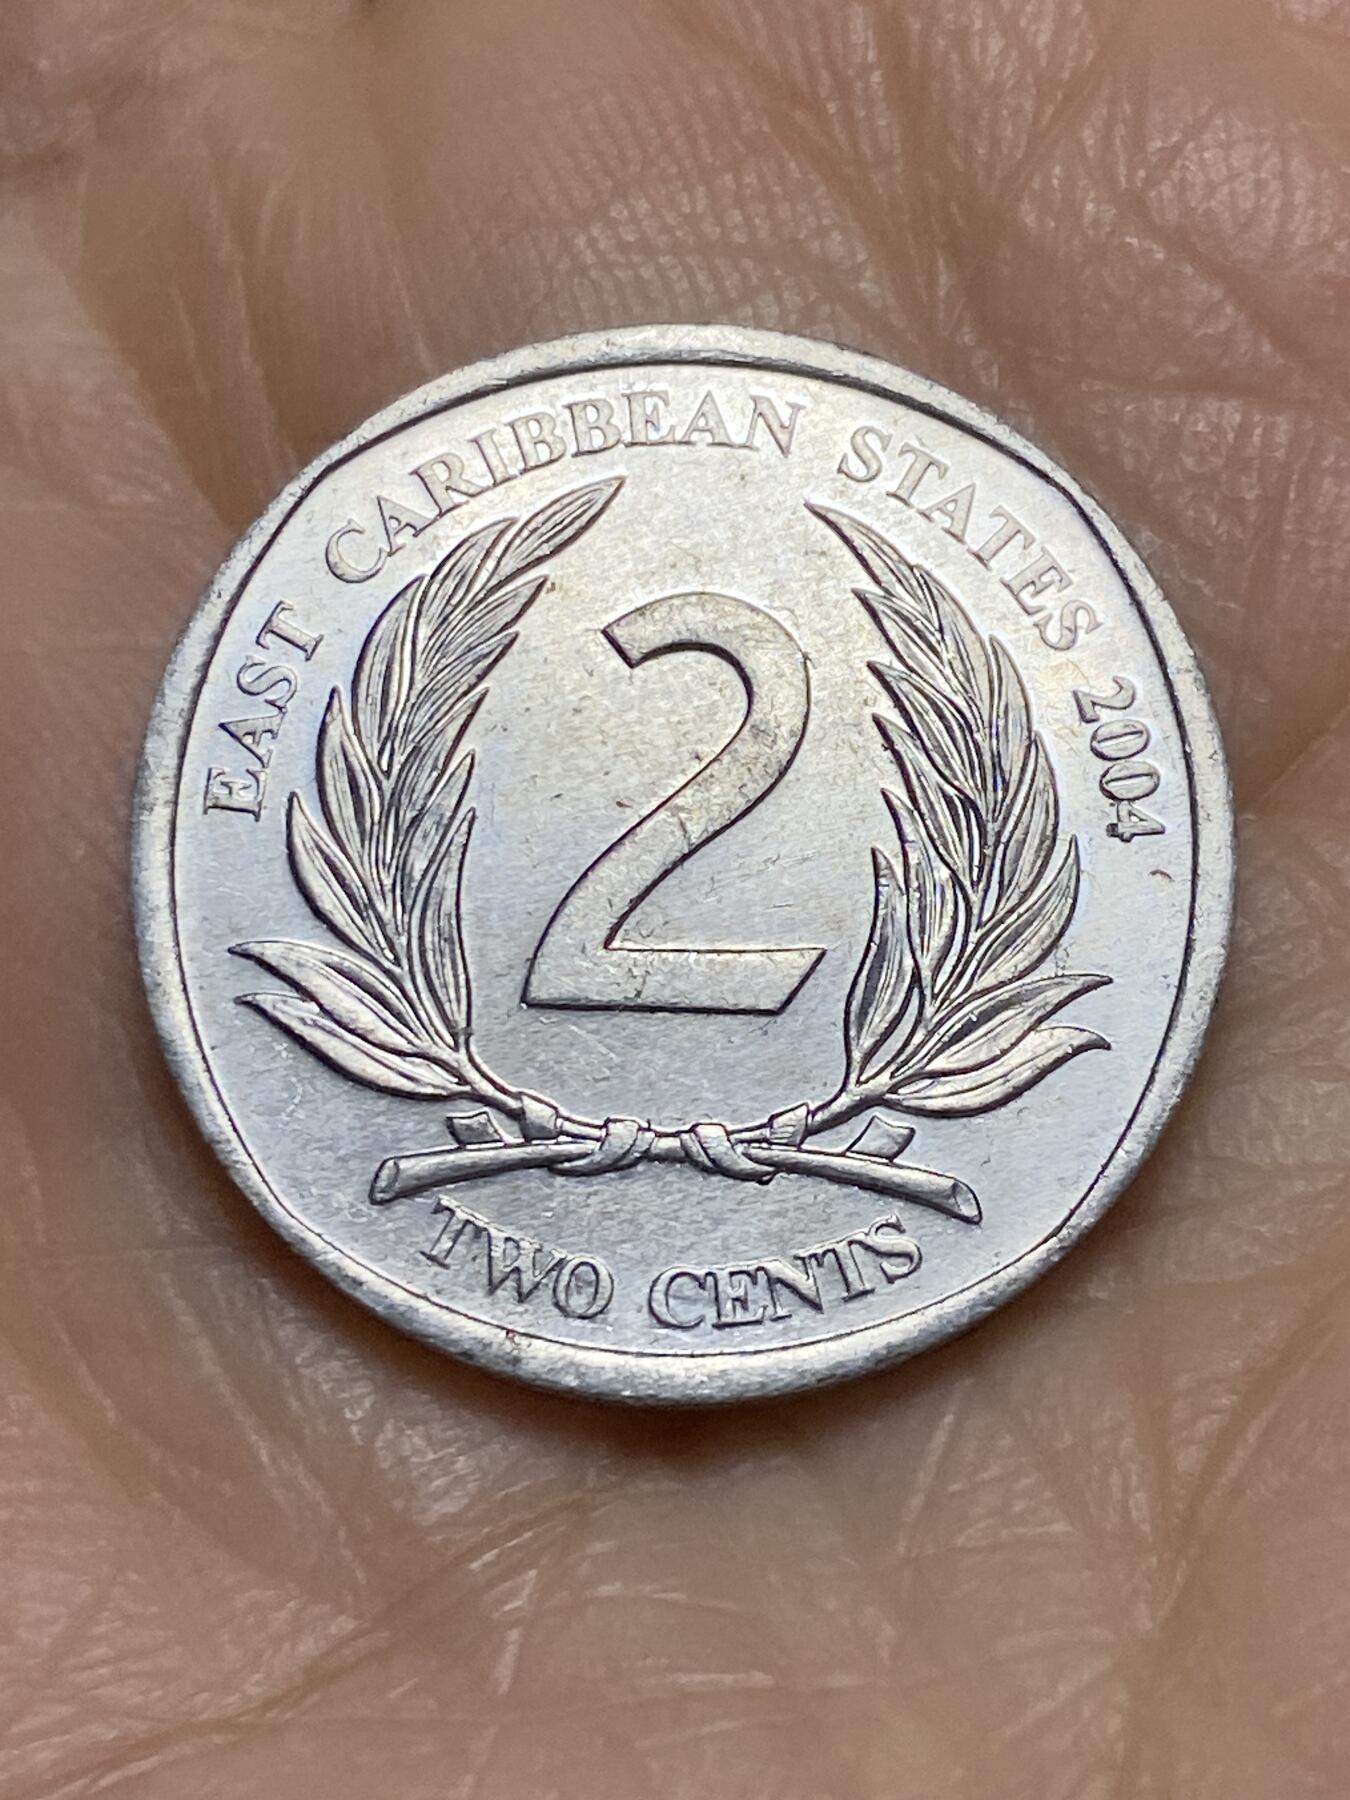 EAST CARIBBEAN STATES 2004
2
TWO CENTS